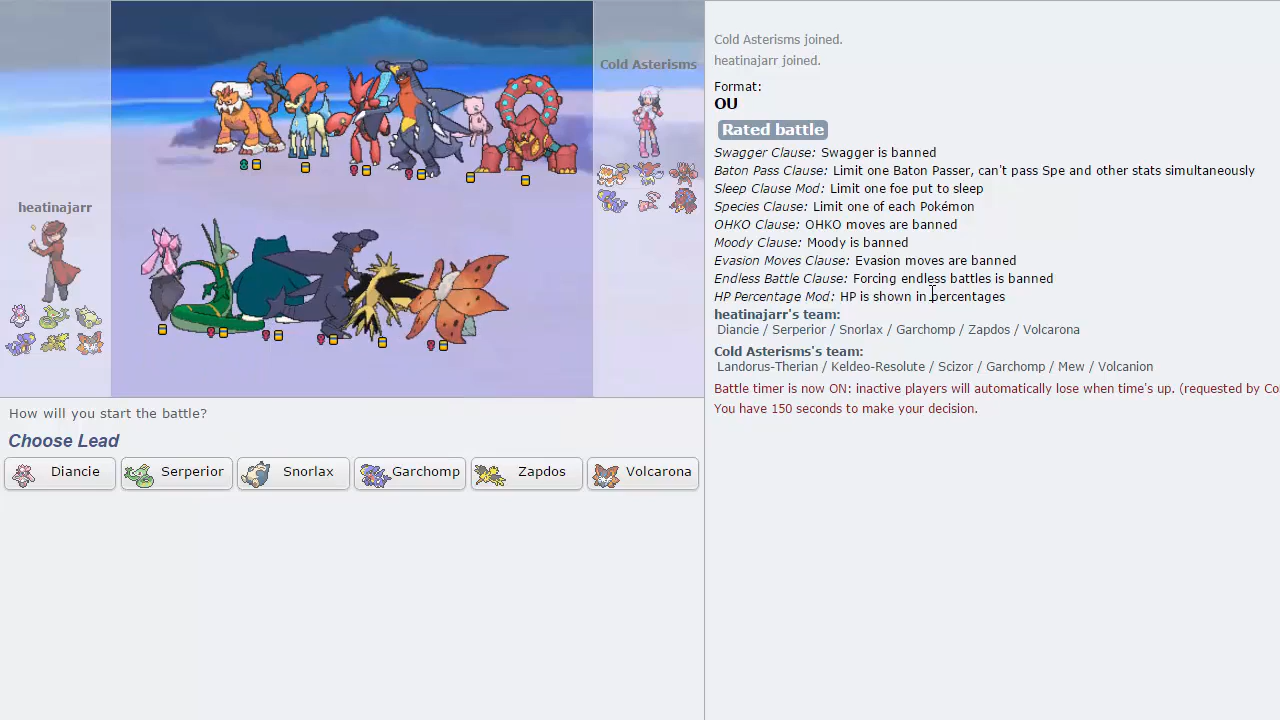 Cold Asterisms joined.
heatinajarr joined.
Format:
OU
Rated battle
Swagger Clause: Swagger is banned
Baton Pass Clause: Limit one Baton Passer, can't pass Spe and other stats simultaneously
Sleep Clause Mod: Limit one foe put to sleep
Species Clause: Limit one of each Pokémon
OHKO Clause: OHKO moves are banned
Moody Clause: Moody is banned
Evasion Moves Clause: Evasion moves are banned
Endless Battle Clause: Forcing endless battles is banned
HP Percentage Mod: HP is shown in percentages
heatinajarr's team:
Diancie / Serperior / Snorlax / Garchomp / Zapdos / Volcarona
Cold Asterisms's team:
Landorus-Therian / Keldeo-Resolute / Scizor / Garchomp / Mew / Volcanion
Battle timer is now ON: inactive players will automatically lose when time's up. (requested by Co
You have 150 seconds to make your decision.
Cold Asterisms
heatinajarr
How will you start the battle?
Choose Lead
Diancie
Serperior
Snorlax
Garchomp
Zapdos
Volcarona